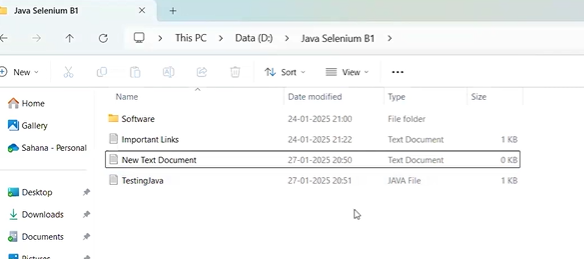 Java Selenium B1
This PC > Data (D:) > Java Selenium B1 >
New Sort View
Name Date modified Type Size
Home
Gallery
Sahana - Personal
Desktop
Downloads
Documents
Pictures
Software 24-01-2025 21:00 File folder
Important Links 24-01-2025 21:22 Text Document 1 KB
New Text Document 27-01-2025 20:50 Text Document 0 KB
TestingJava 27-01-2025 20:51 JAVA File 1 KB